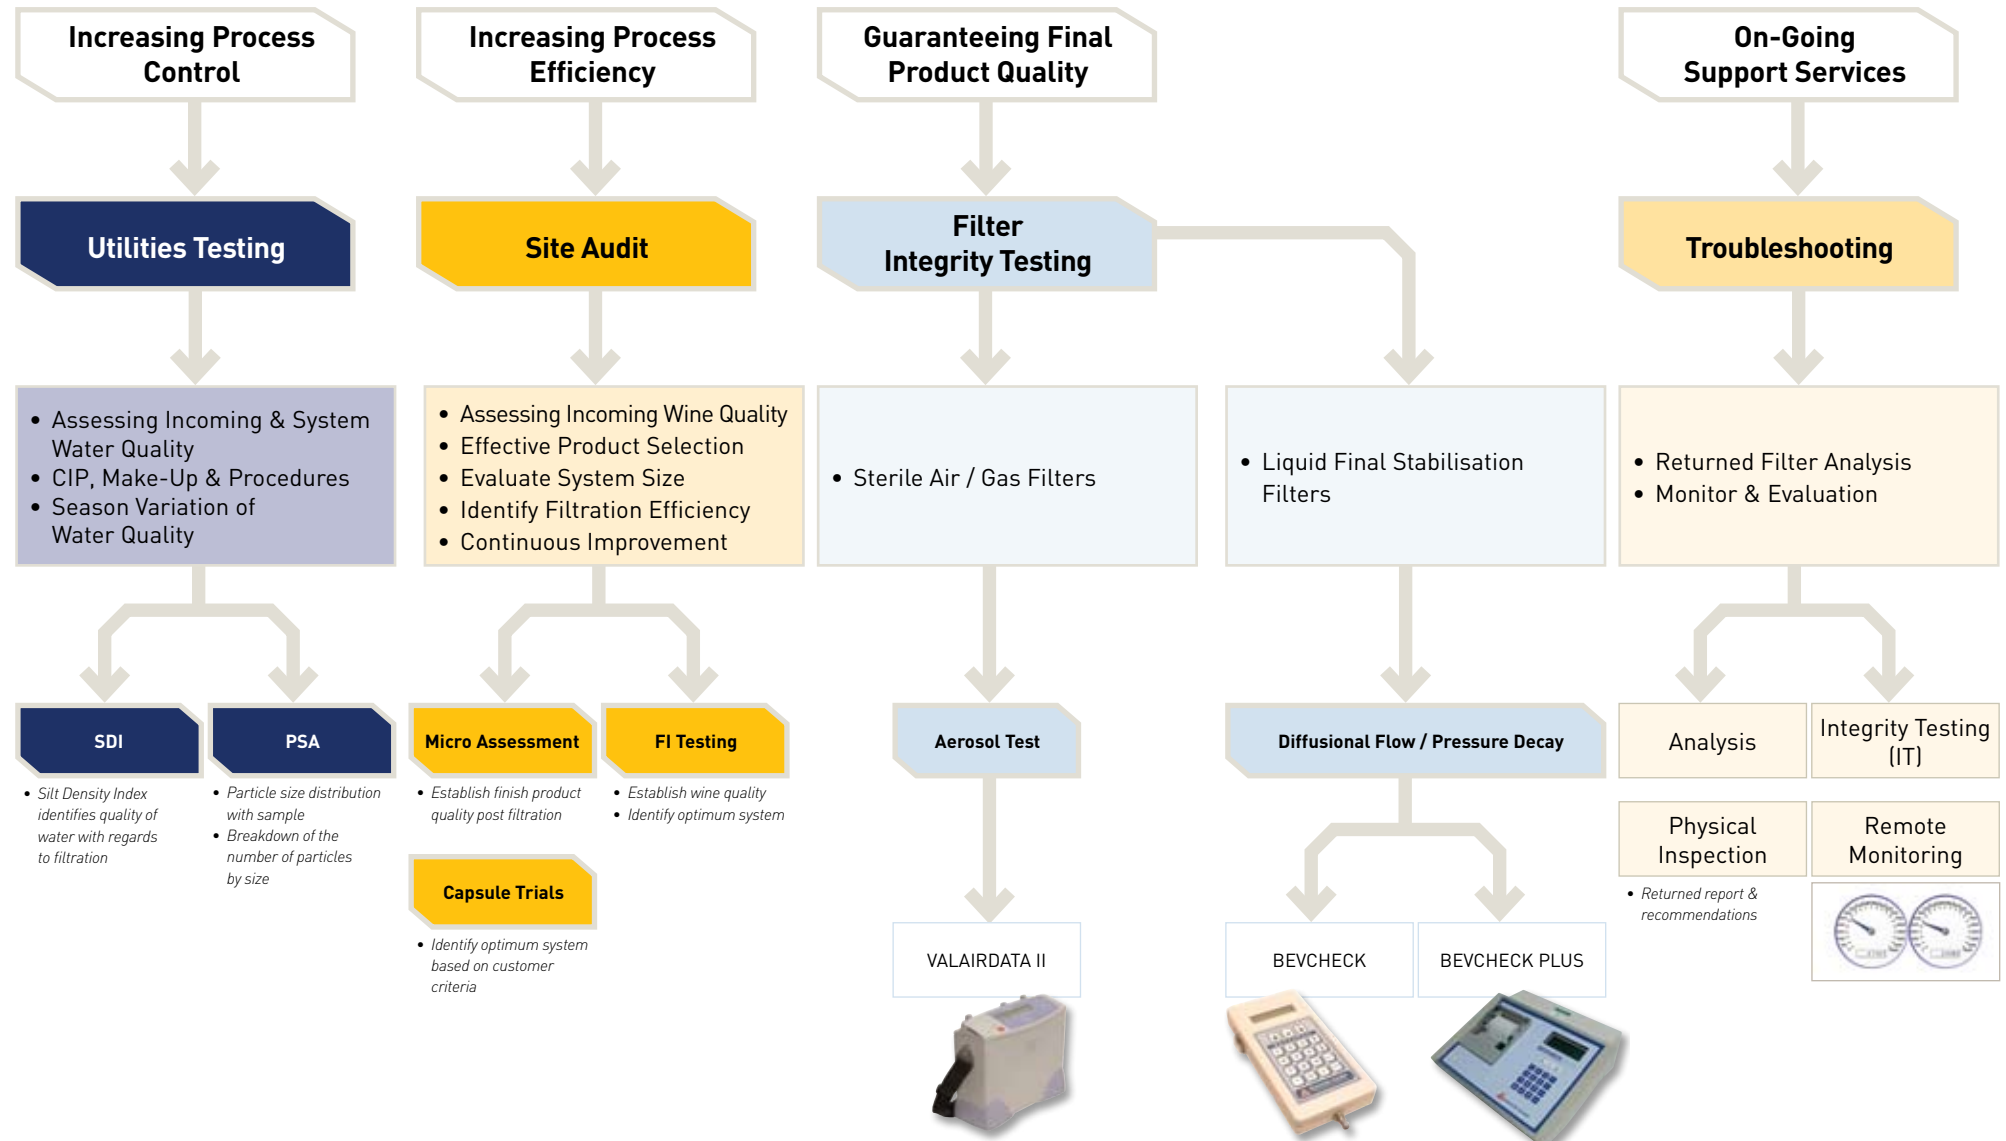 Increasing Process
Control
Increasing Process
Efficiency
Guaranteeing Final
Product Quality
On-Going
Support Services
Utilities Testing
Site Audit
Filter
Integrity Testing
Troubleshooting
• Assessing Incoming & System
Water Quality
• CIP, Make-Up & Procedures
• Season Variation of
Water Quality
• Assessing Incoming Wine Quality
• Effective Product Selection
• Evaluate System Size
• Identify Filtration Efficiency
• Continuous Improvement
• Sterile Air / Gas Filters
• Liquid Final Stabilisation
Filters
• Returned Filter Analysis
• Monitor & Evaluation
SDI
• Silt Density Index
identifies quality of
water with regards
to filtration
PSA
• Particle size distribution
with sample
• Breakdown of the
number of particles
by size
Micro Assessment
• Establish finish product
quality post filtration
FI Testing
• Establish wine quality
• Identify optimum system
Capsule Trials
• Identify optimum system
based on customer
criteria
Aerosol Test
VALAIRDATA II
Diffusional Flow / Pressure Decay
BEVCHECK
BEVCHECK PLUS
Analysis
Integrity Testing
(IT)
Physical
Inspection
• Returned report &
recommendations
Remote
Monitoring